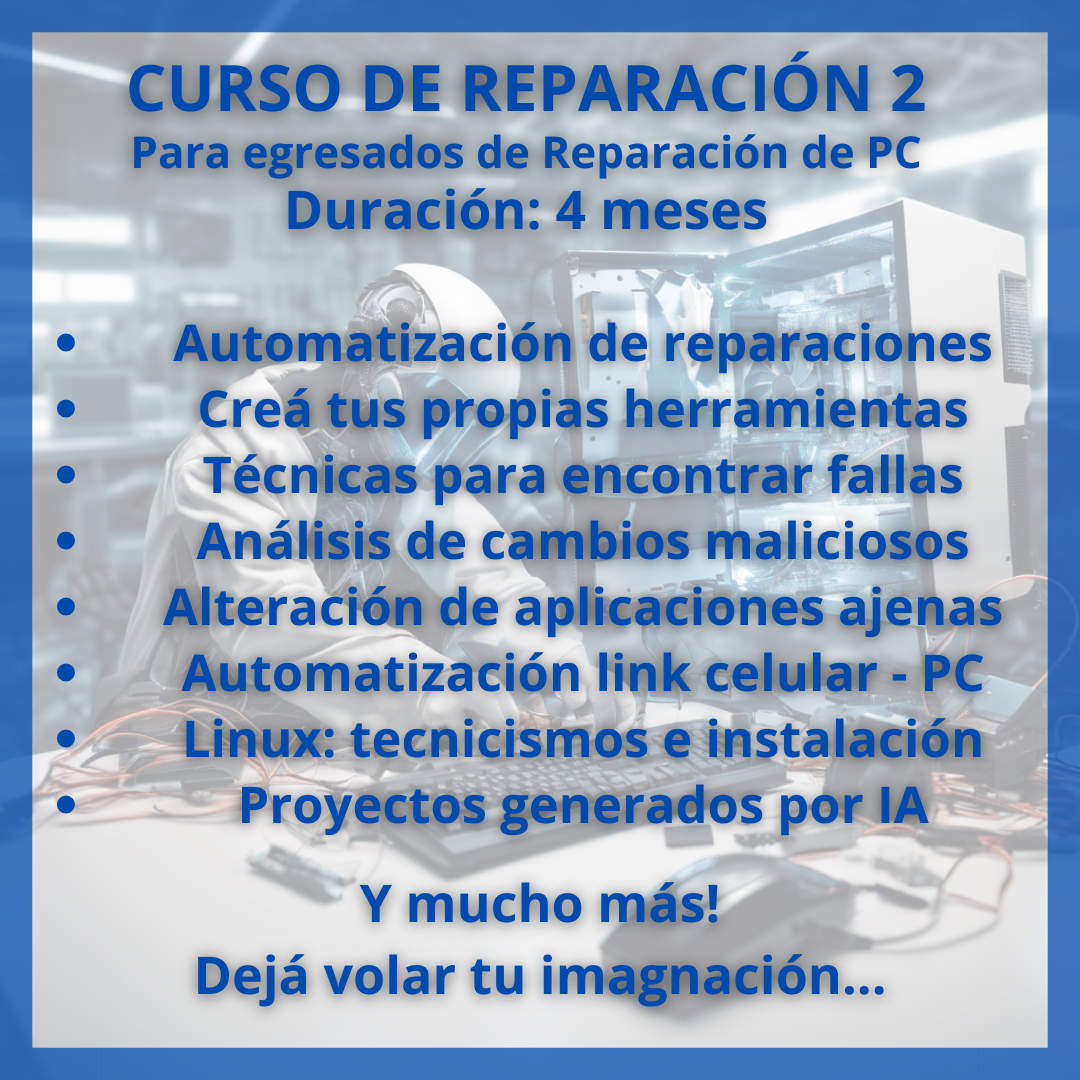 CURSO DE REPARACIÓN 2
Para egresados de Reparación de PC
Duración: 4 meses
• Automatización de reparaciones
• Creá tus propias herramientas
• Técnicas para encontrar fallas
• Análisis de cambios maliciosos
• Alteración de aplicaciones ajenas
• Automatización link celular - PC
• Linux: tecnicismos e instalación
• Proyectos generados por IA
Y mucho más!
Dejá volar tu imagnación...